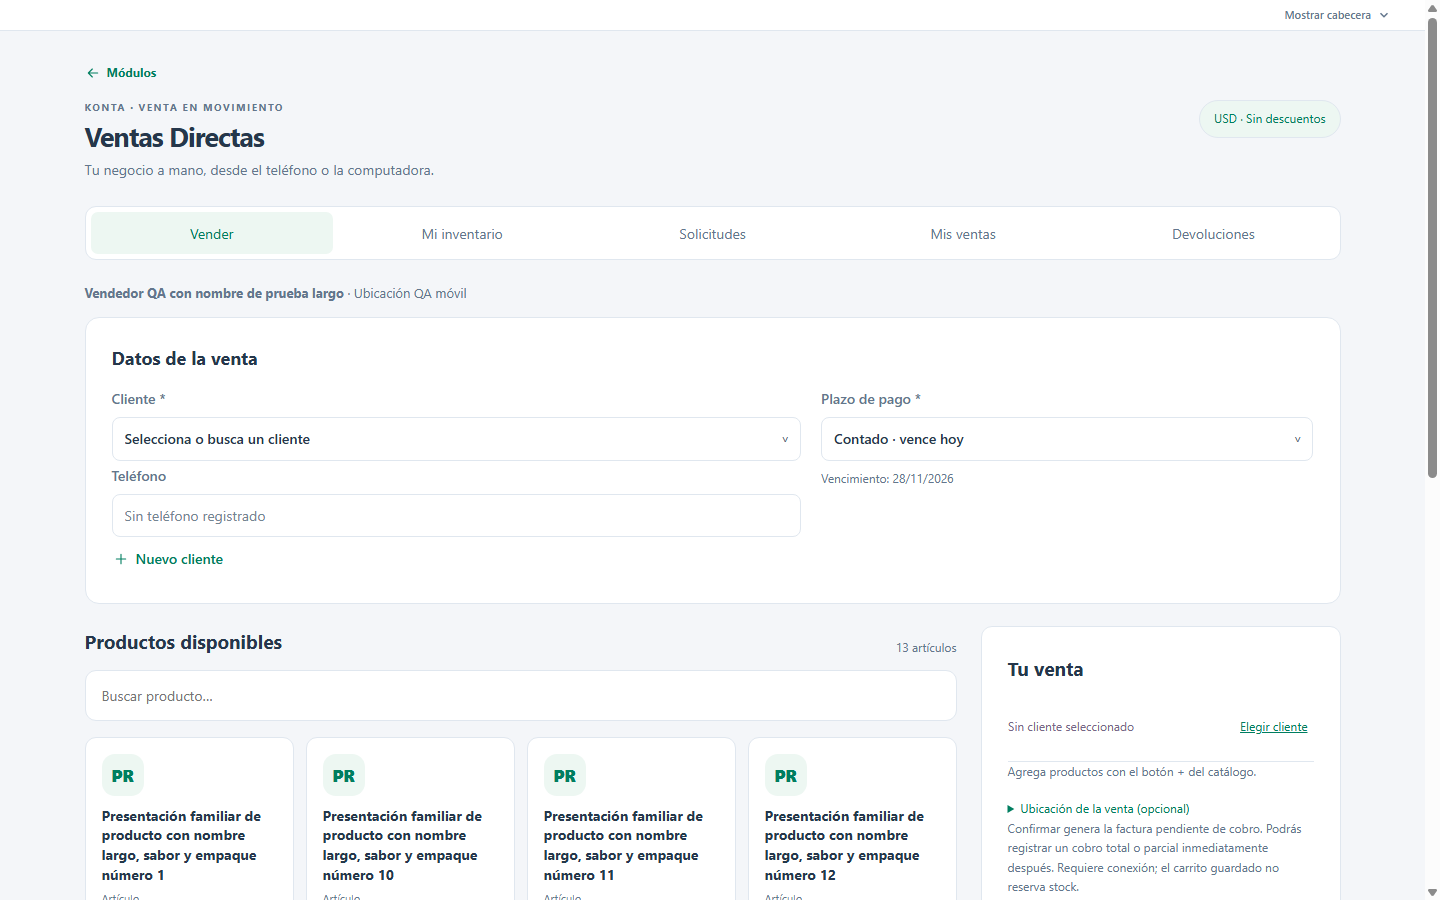 Mostrar cabecera
Módulos
KONTA · VENTA EN MOVIMIENTO
Ventas Directas
Tu negocio a mano, desde el teléfono o la computadora.
USD · Sin descuentos
Vender
Mi inventario
Solicitudes
Mis ventas
Devoluciones
Vendedor QA con nombre de prueba largo · Ubicación QA móvil
Datos de la venta
Cliente *
Selecciona o busca un cliente
Teléfono
Sin teléfono registrado
+ Nuevo cliente
Plazo de pago *
Contado · vence hoy
Vencimiento: 28/11/2026
Productos disponibles
13 artículos
Buscar producto...
PR
Presentación familiar de
producto con nombre
largo, sabor y empaque
número 1
Artículo
PR
Presentación familiar de
producto con nombre
largo, sabor y empaque
número 10
Artículo
PR
Presentación familiar de
producto con nombre
largo, sabor y empaque
número 11
Artículo
PR
Presentación familiar de
producto con nombre
largo, sabor y empaque
número 12
Artículo
Tu venta
Sin cliente seleccionado
Elegir cliente
Agrega productos con el botón + del catálogo.
Ubicación de la venta (opcional)
Confirmar genera la factura pendiente de cobro. Podrás
registrar un cobro total o parcial inmediatamente
después. Requiere conexión; el carrito guardado no
reserva stock.